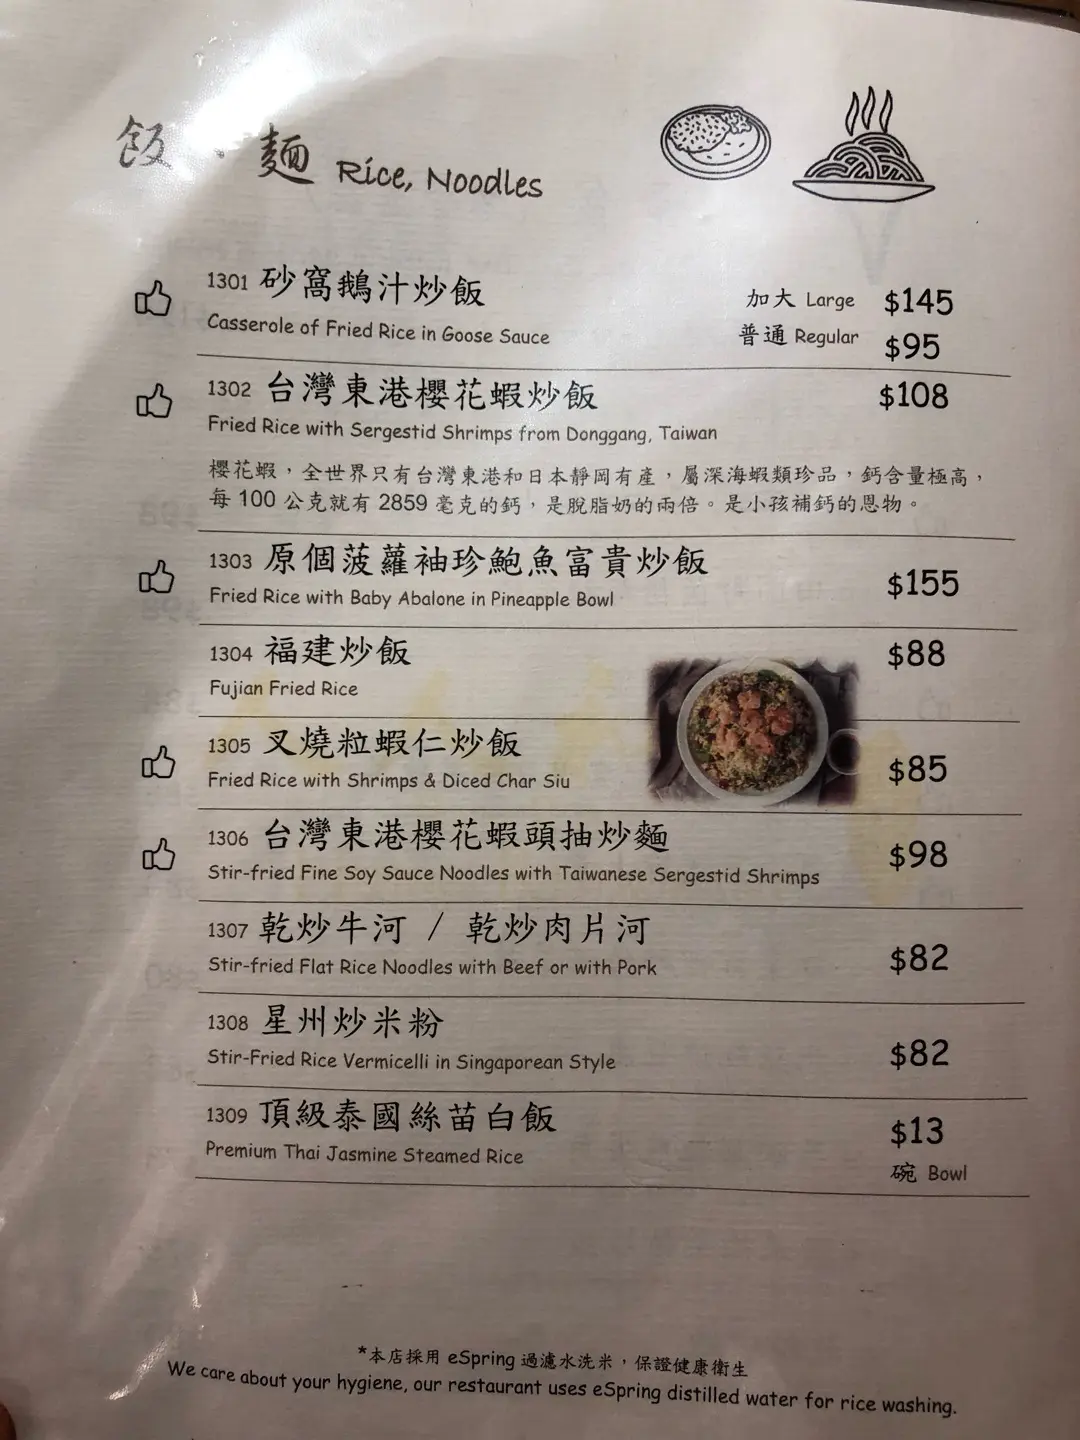 飯・麵 Rice, Noodles
1301 砂窩鵝汁炒飯
加大 Large $145
Casserole of Fried Rice in Goose Sauce
普通 Regular $95
1302 台灣東港櫻花蝦炒飯 $108
Fried Rice with Sergestid Shrimps from Donggang, Taiwan
櫻花蝦，全世界只有台灣東港和日本靜岡有產，屬深海蝦類珍品，鈣含量極高，
每 100 公克就有 2859 毫克的鈣，是脫脂奶的兩倍。是小孩補鈣的恩物。
1303 原個菠蘿袖珍鮑魚富貴炒飯 $155
Fried Rice with Baby Abalone in Pineapple Bowl
1304 福建炒飯 $88
Fujian Fried Rice
1305 叉燒粒蝦仁炒飯 $85
Fried Rice with Shrimps & Diced Char Siu
1306 台灣東港櫻花蝦頭抽炒麵 $98
Stir-fried Fine Soy Sauce Noodles with Taiwanese Sergestid Shrimps
1307 乾炒牛河 / 乾炒肉片河 $82
Stir-fried Flat Rice Noodles with Beef or with Pork
1308 星州炒米粉 $82
Stir-Fried Rice Vermicelli in Singaporean Style
1309 頂級泰國絲苗白飯 $13
Premium Thai Jasmine Steamed Rice
碗 Bowl
*本店採用 eSpring 過濾水洗米，保證健康衛生
We care about your hygiene, our restaurant uses eSpring distilled water for rice washing.